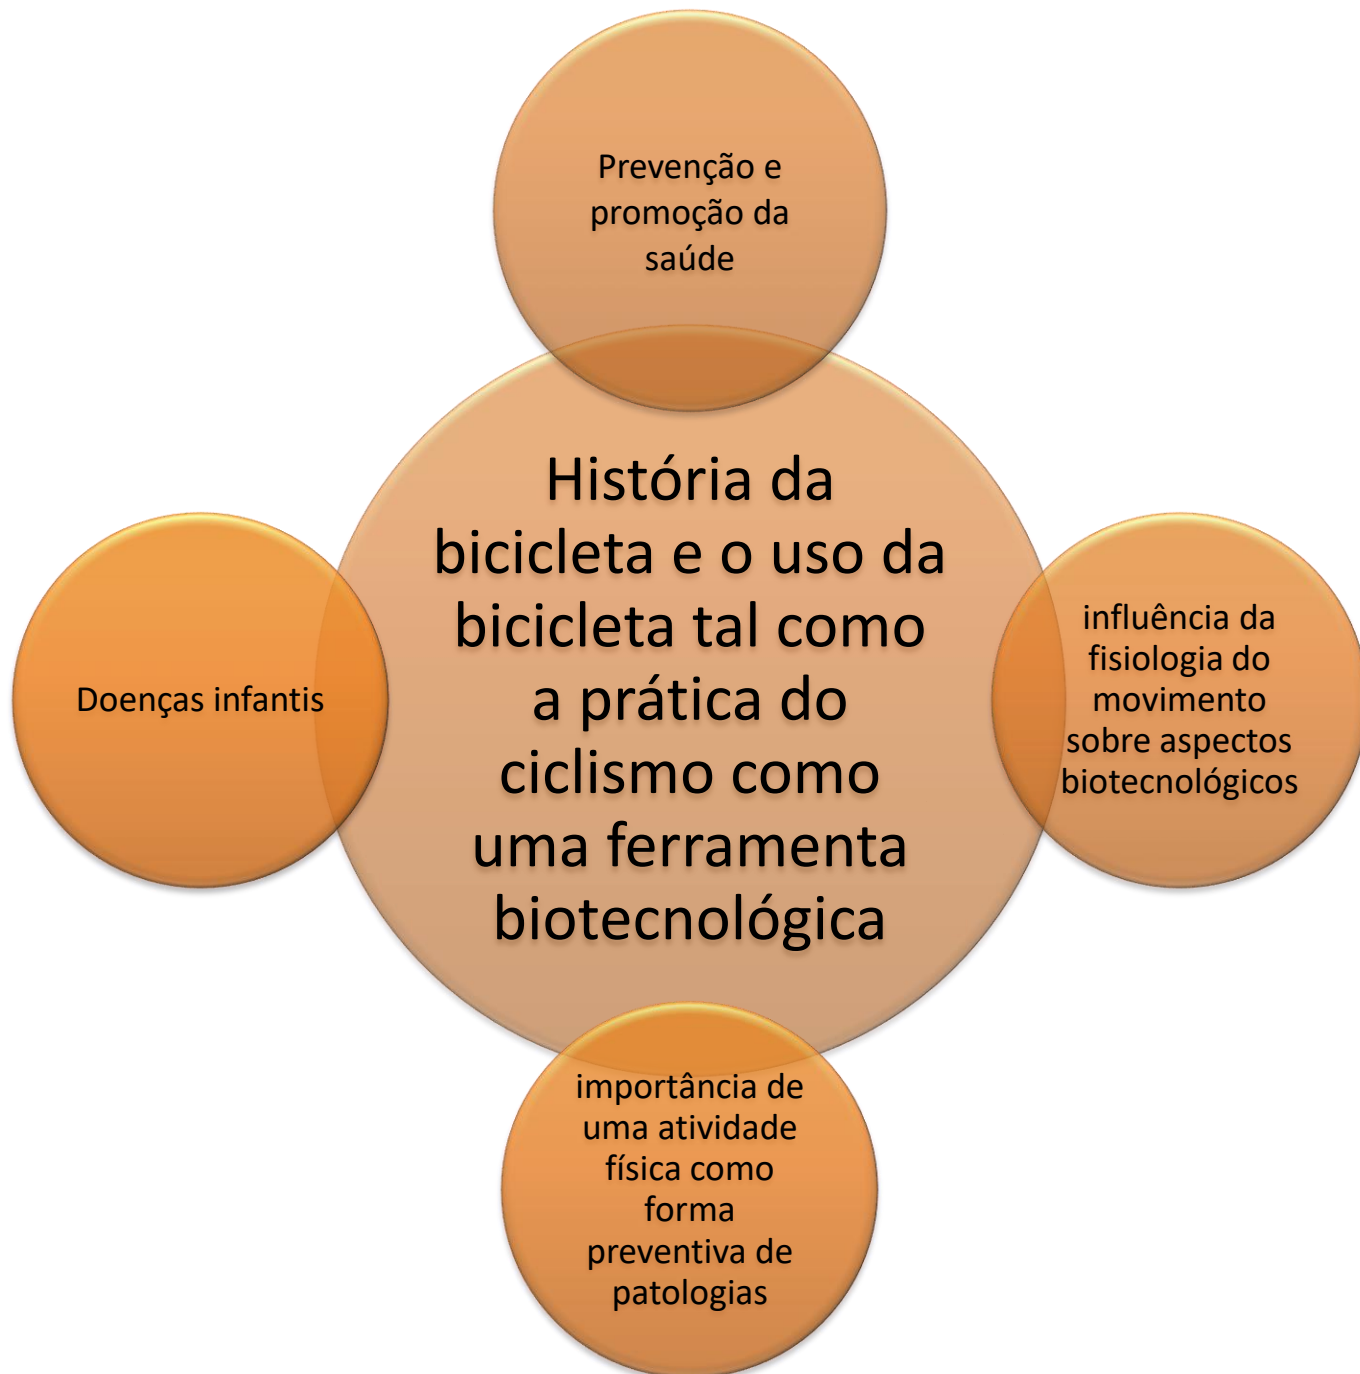 Prevenção e
promoção da
saúde
História da
bicicleta e o uso da
bicicleta tal como
a prática do
ciclismo como
uma ferramenta
biotecnológica
Doenças infantis
influência da
fisiologia do
movimento
sobre aspectos
biotecnológicos
importância de
uma atividade
física como
forma
preventiva de
patologias